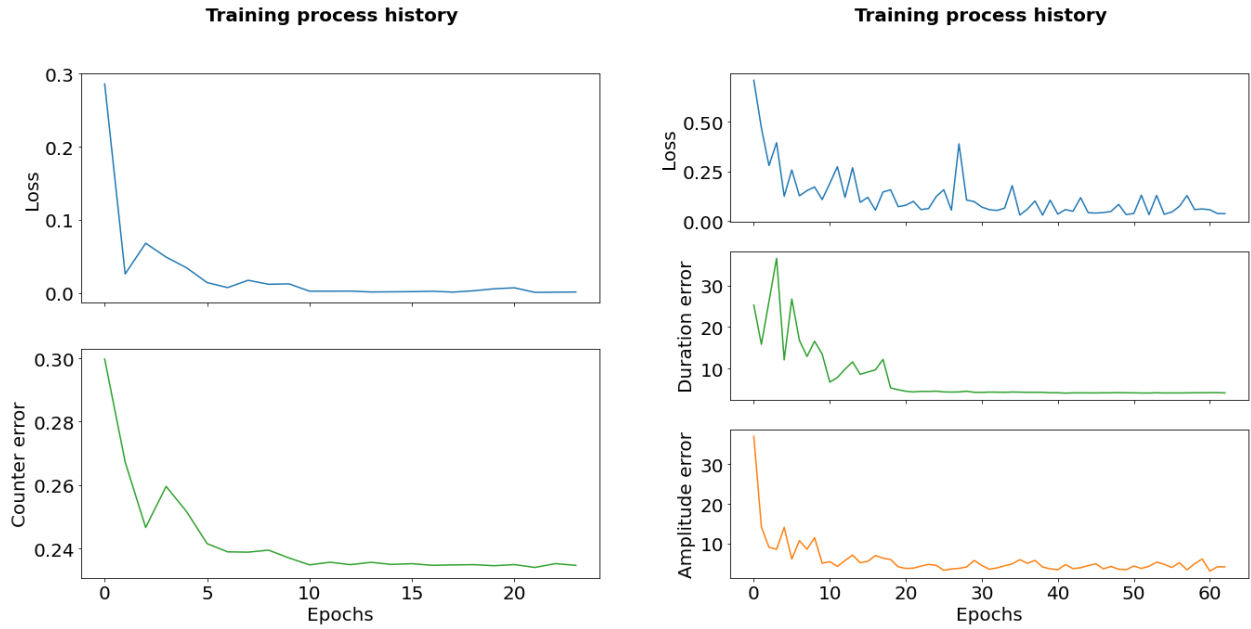 Training process history
0.3
0.2
0.1
0.0
Loss
0.30
0.28
0.26
0.24
Counter error
0 5 10 15 20
Epochs
Training process history
0.50
0.25
0.00
Loss
30
20
10
Duration error
30
20
10
Amplitude error
0 10 20 30 40 50 60
Epochs